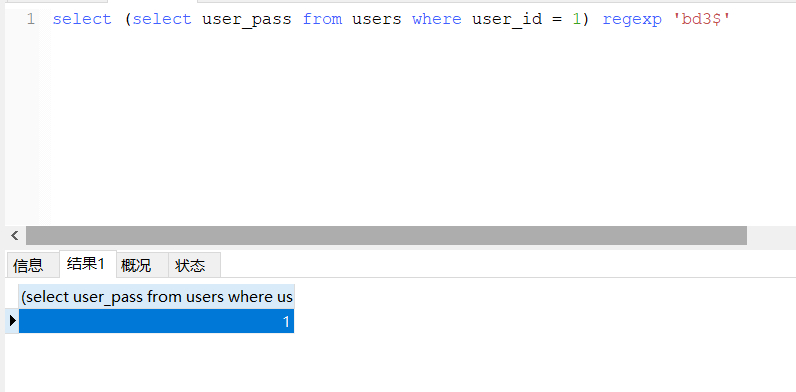 1 select (select user_pass from users where user_id = 1) regexp 'bd3$'
信息 结果1 概况 状态
(select user_pass from users where us
1